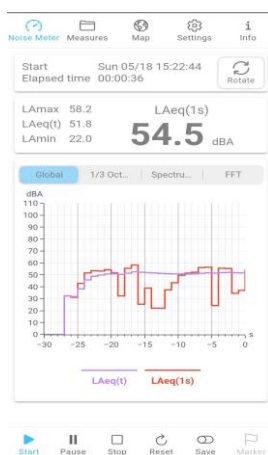 Noise Meter Measures Map Settings Info
Start Sun 05/18 15:22:44
Elapsed time 00:00:36
Rotate
LAmax 58.2 LAeq(1s)
LAeq(t) 51.8 54.5 dBA
LAmin 22.0
Global 1/3 Oct... Spectru... FFT
dBA
110
100
90
80
70
60
50
40
30
20
10
-30 -25 -20 -15 -10 -5 0
s
LAeq(t) LAeq(1s)
Start Pause Stop Reset Save Marker